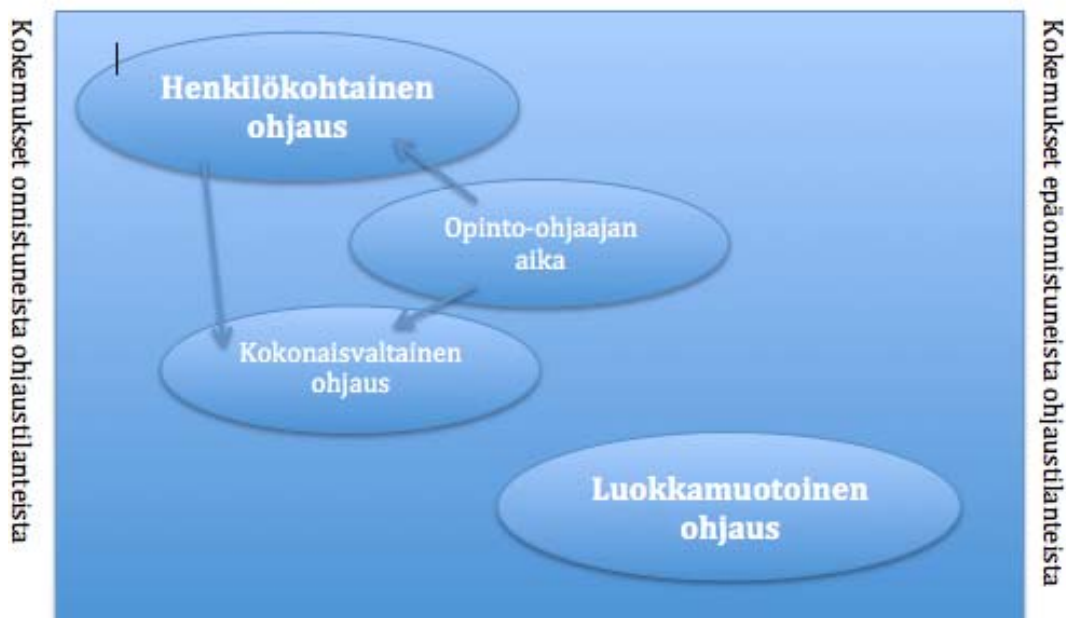 Kokemukset onnistuneista ohjaustilanteista
Henkilökohtainen
ohjaus
Opinto-ohjaajan
aika
Kokonaisvaltainen
ohjaus
Luokkamuotoinen
ohjaus
Kokemukset epäonnistuneista ohjaustilanteista